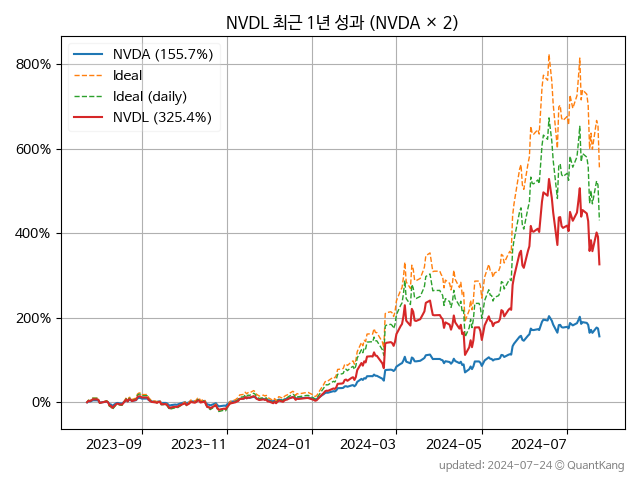 NVDL 최근 1년 성과 (NVDA × 2)
NVDA (155.7%)
Ideal
Ideal (daily)
NVDL (325.4%)
800%
600%
400%
200%
0%
2023-09 2023-11 2024-01 2024-03 2024-05 2024-07
updated: 2024-07-24 © QuantKang